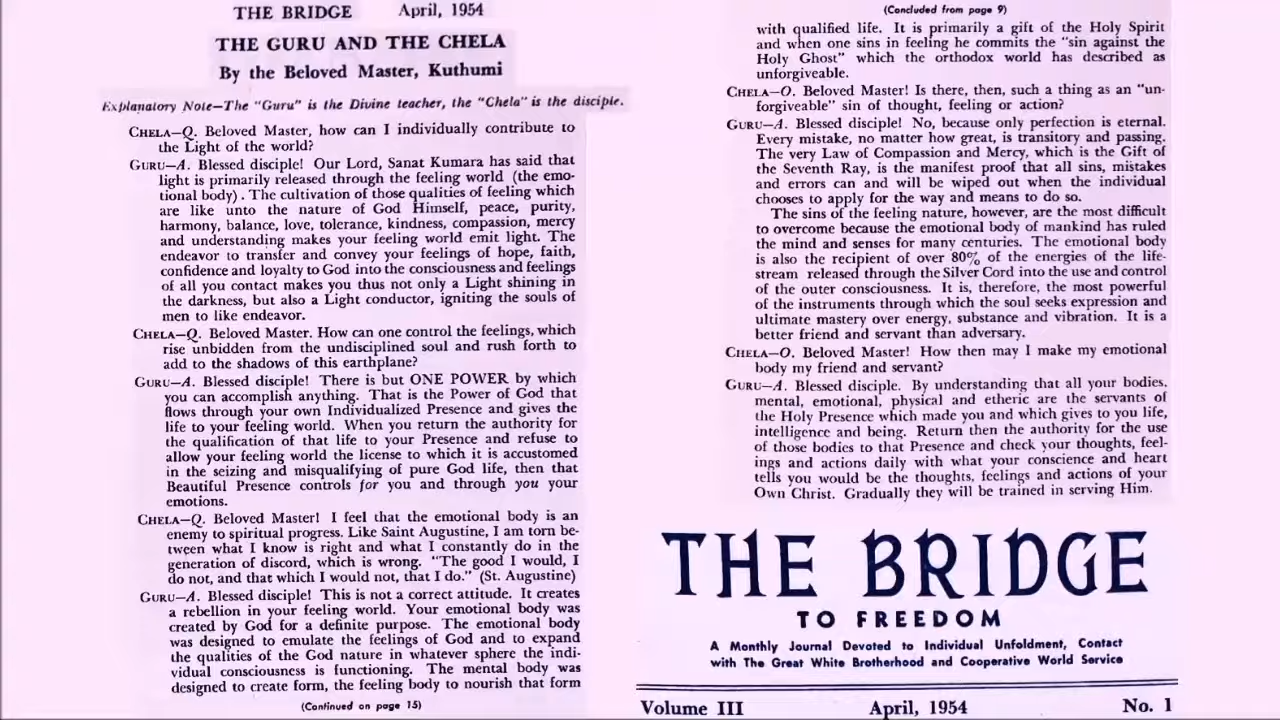 THE BRIDGE April, 1954
THE GURU AND THE CHELA
By the Beloved Master, Kuthumi
Explanatory Note—The "Guru" is the Divine teacher, the "Chela" is the disciple.
CHELA—Q. Beloved Master, how can I individually contribute to
the Light of the world?
GURU—A. Blessed disciple! Our Lord, Sanat Kumara has said that
light is primarily released through the feeling world (the emo-
tional body). The cultivation of those qualities of feeling which
are like unto the nature of God Himself, peace, purity,
harmony, balance, love, tolerance, kindness, compassion, mercy
and understanding makes your feeling world emit light. The
endeavor to transfer and convey your feelings of hope, faith,
confidence and loyalty to God into the consciousness and feelings
of all you contact makes you thus not only a Light shining in
the darkness, but also a Light conductor, igniting the souls of
men to like endeavor.
CHELA—Q. Beloved Master. How can one control the feelings, which
rise unbidden from the undisciplined soul and rush forth to
add to the shadows of this earthplane?
GURU—A. Blessed disciple! There is but ONE POWER by which
you can accomplish anything. That is the Power of God that
flows through your own Individualized Presence and gives the
life to your feeling world. When you return the authority for
the qualification of that life to your Presence and refuse to
allow your feeling world the license to which it is accustomed
in the seizing and misqualifying of pure God life, then that
Beautiful Presence controls for you and through you your
emotions.
CHELA—Q. Beloved Master! I feel that the emotional body is an
enemy to spiritual progress. Like Saint Augustine, I am torn be-
tween what I know is right and what I constantly do in the
generation of discord, which is wrong. "The good I would, I
do not, and that which I would not, that I do." (St. Augustine)
GURU—A. Blessed disciple! This is not a correct attitude. It creates
a rebellion in your feeling world. Your emotional body was
created by God for a definite purpose. The emotional body
was designed to emulate the feelings of God and to expand
the qualities of the God nature in whatever sphere the indi-
vidual consciousness is functioning. The mental body was
designed to create form, the feeling body to nourish that form
(Continued on page 15)
(Concluded from page 9)
with qualified life. It is primarily a gift of the Holy Spirit
and when one sins in feeling he commits the "sin against the
Holy Ghost" which the orthodox world has described as
unforgiveable.
CHELA—O. Beloved Master! Is there, then, such a thing as an "un-
forgiveable" sin of thought, feeling or action?
GURU—A. Blessed disciple! No, because only perfection is eternal.
Every mistake, no matter how great, is transitory and passing.
The very Law of Compassion and Mercy, which is the Gift of
the Seventh Ray, is the manifest proof that all sins, mistakes
and errors can and will be wiped out when the individual
chooses to apply for the way and means to do so.
The sins of the feeling nature, however, are the most difficult
to overcome because the emotional body of mankind has ruled
the mind and senses for many centuries. The emotional body
is also the recipient of over 80% of the energies of the life-
stream released through the Silver Cord into the use and control
of the outer consciousness. It is, therefore, the most powerful
of the instruments through which the soul seeks expression and
ultimate mastery over energy, substance and vibration. It is a
better friend and servant than adversary.
CHELA—O. Beloved Master! How then may I make my emotional
body my friend and servant?
GURU—A. Blessed disciple. By understanding that all your bodies,
mental, emotional, physical and etheric are the servants of
the Holy Presence which made you and which gives to you life,
intelligence and being. Return then the authority for the use
of those bodies to that Presence and check your thoughts, feel-
ings and actions daily with what your conscience and heart
tells you would be the thoughts, feelings and actions of your
Own Christ. Gradually they will be trained in serving Him.
THE BRIDGE
TO FREEDOM
A Monthly Journal Devoted to Individual Unfoldment, Contact
with The Great White Brotherhood and Cooperative World Service
Volume III April, 1954 No. 1